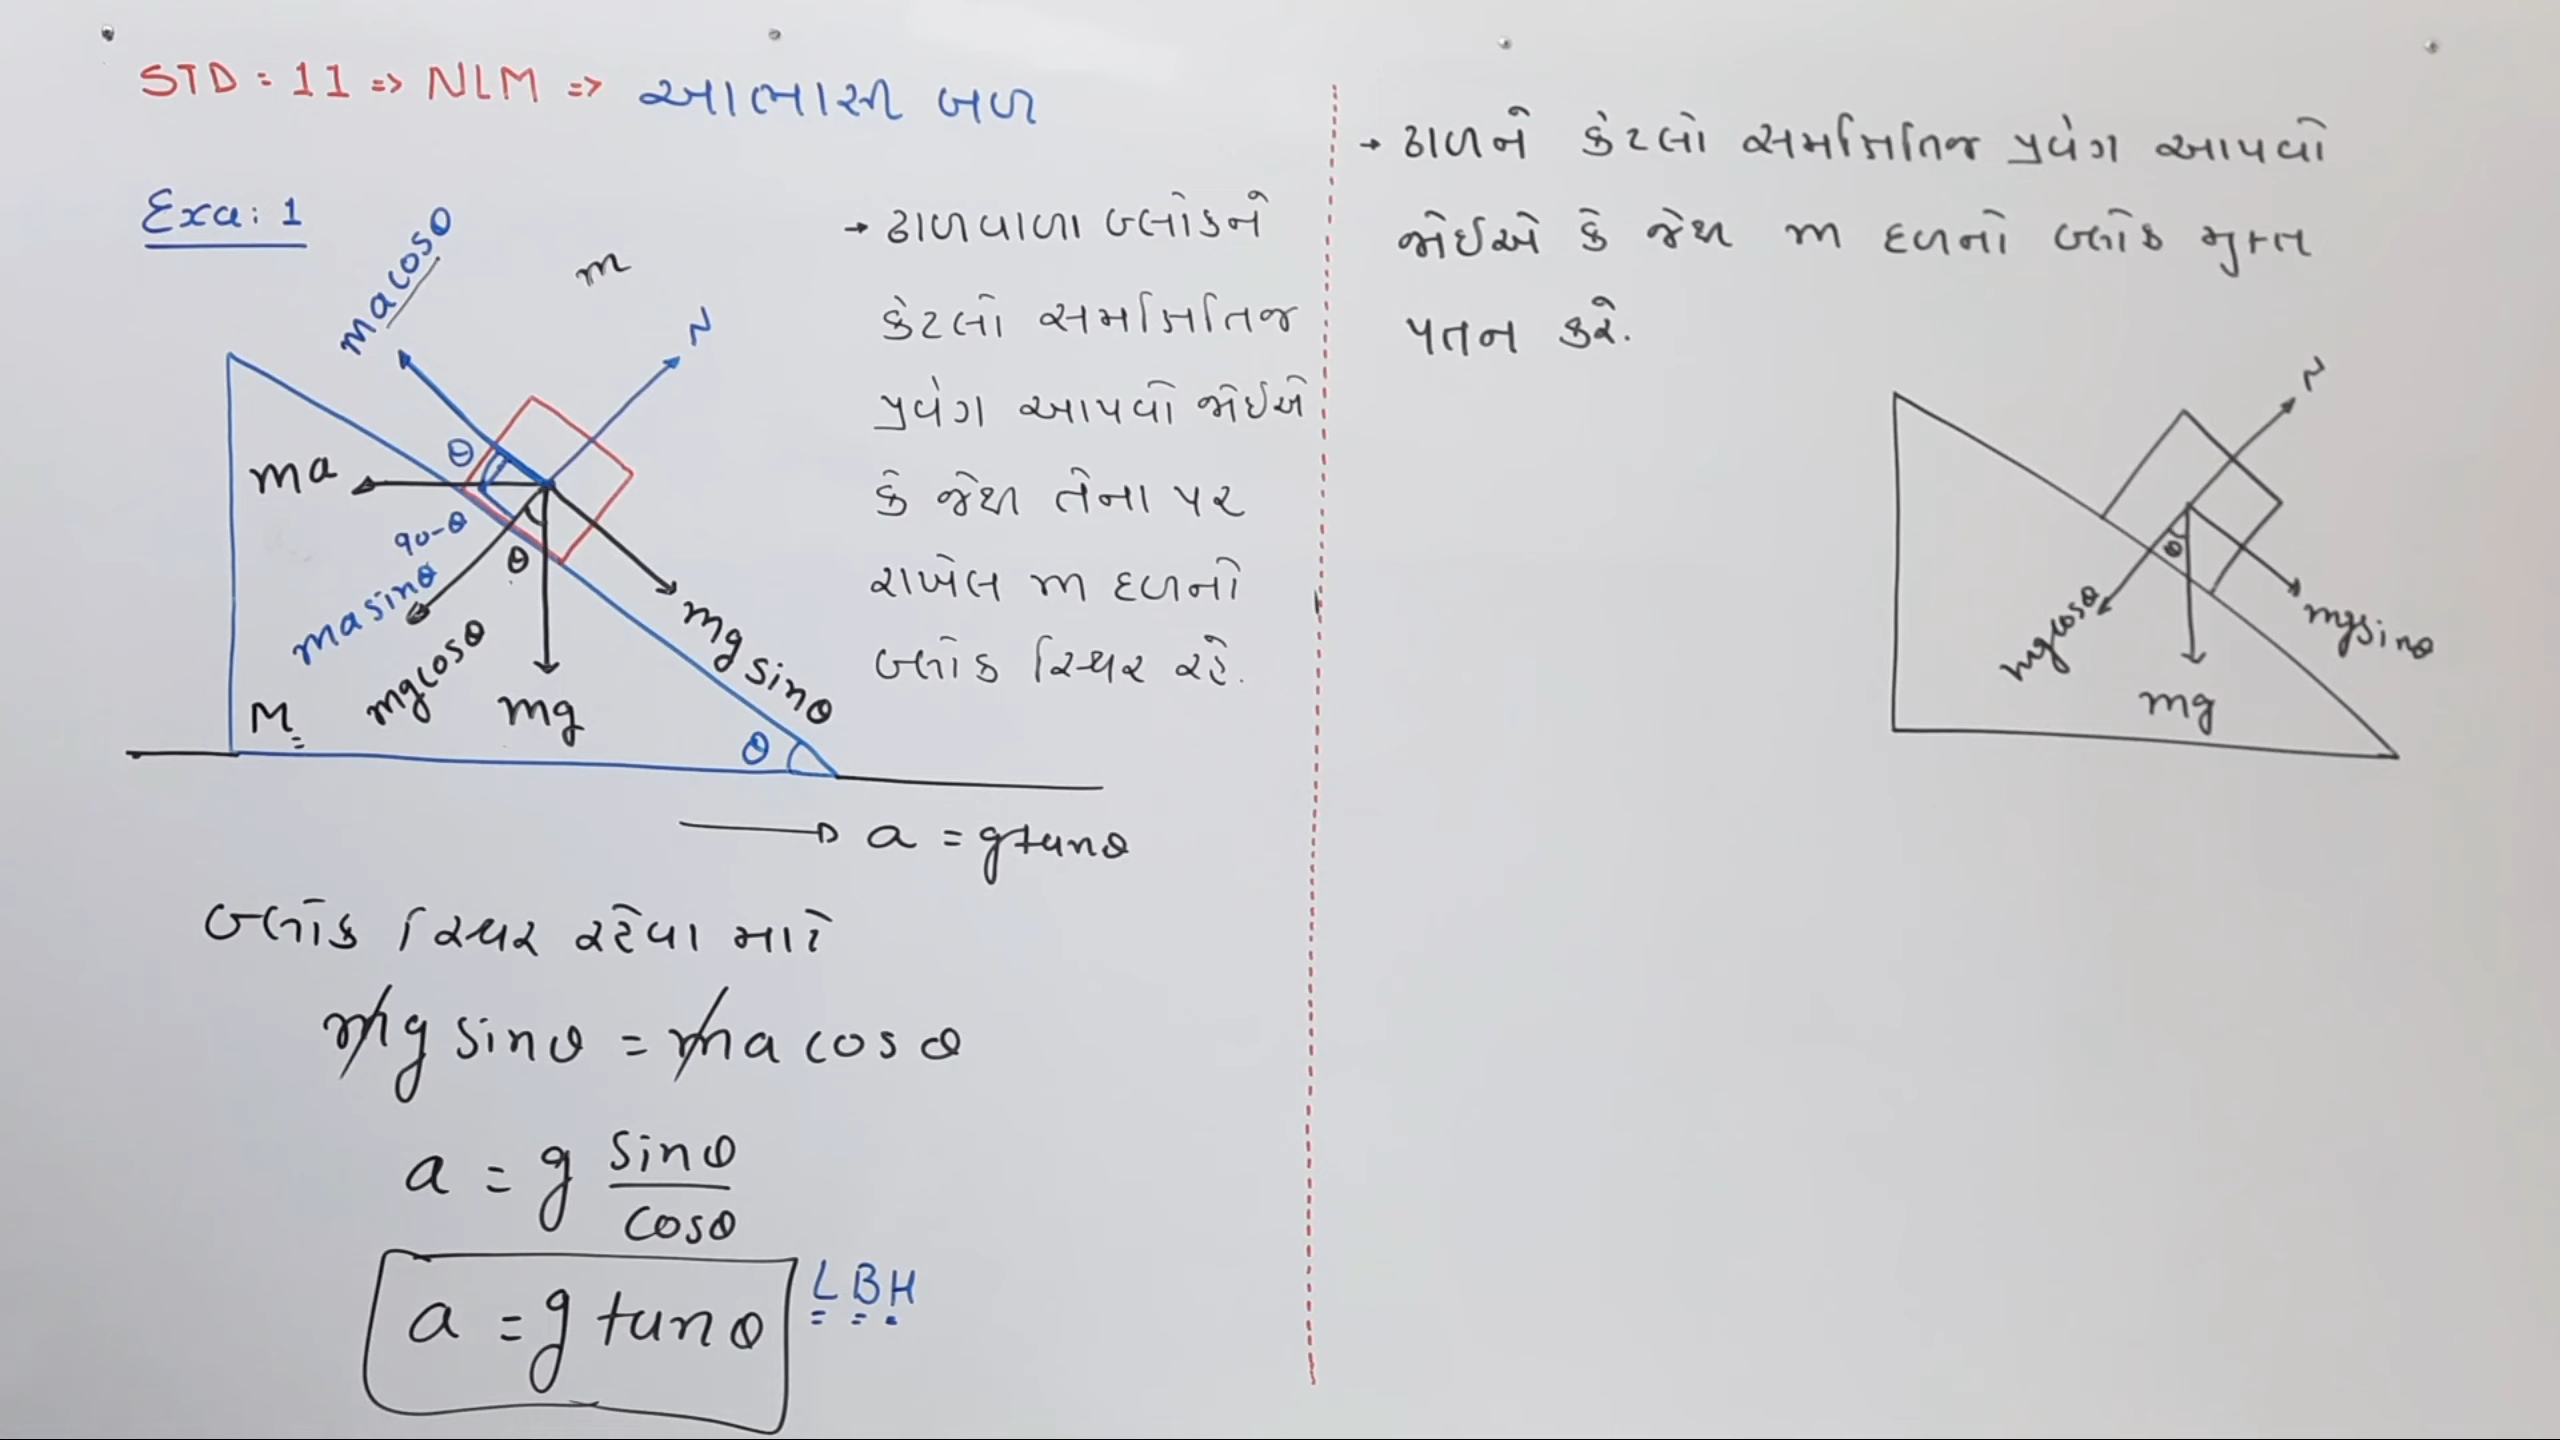 STD : 11 => NLM => આભાસી બળ
Exa: 1
m
macosθ
N
ma
θ
90-θ
θ
masinθ
mgcosθ
mg
mg sinθ
M
θ
→ ઢાળવાળા બ્લોકને
કેટલો સમક્ષિતિજ
પ્રવેગ આપવો જોઈએ
કે જેથી તેના પર
રાખેલ m દળનો
બ્લોક સ્થિર રહે.
a = gtanθ
બ્લોક સ્થિર રહેવા માટે
mg sinθ = ma cosθ
a = g sinθ
cosθ
a = g tanθ
LBH
→ ઢાળને કેટલો સમક્ષિતિજ પ્રવેગ આપવો
જોઈએ કે જેથી m દળનો બ્લોક મુક્ત
પતન કરે.
N
θ
mgcosθ
mgsinθ
mg